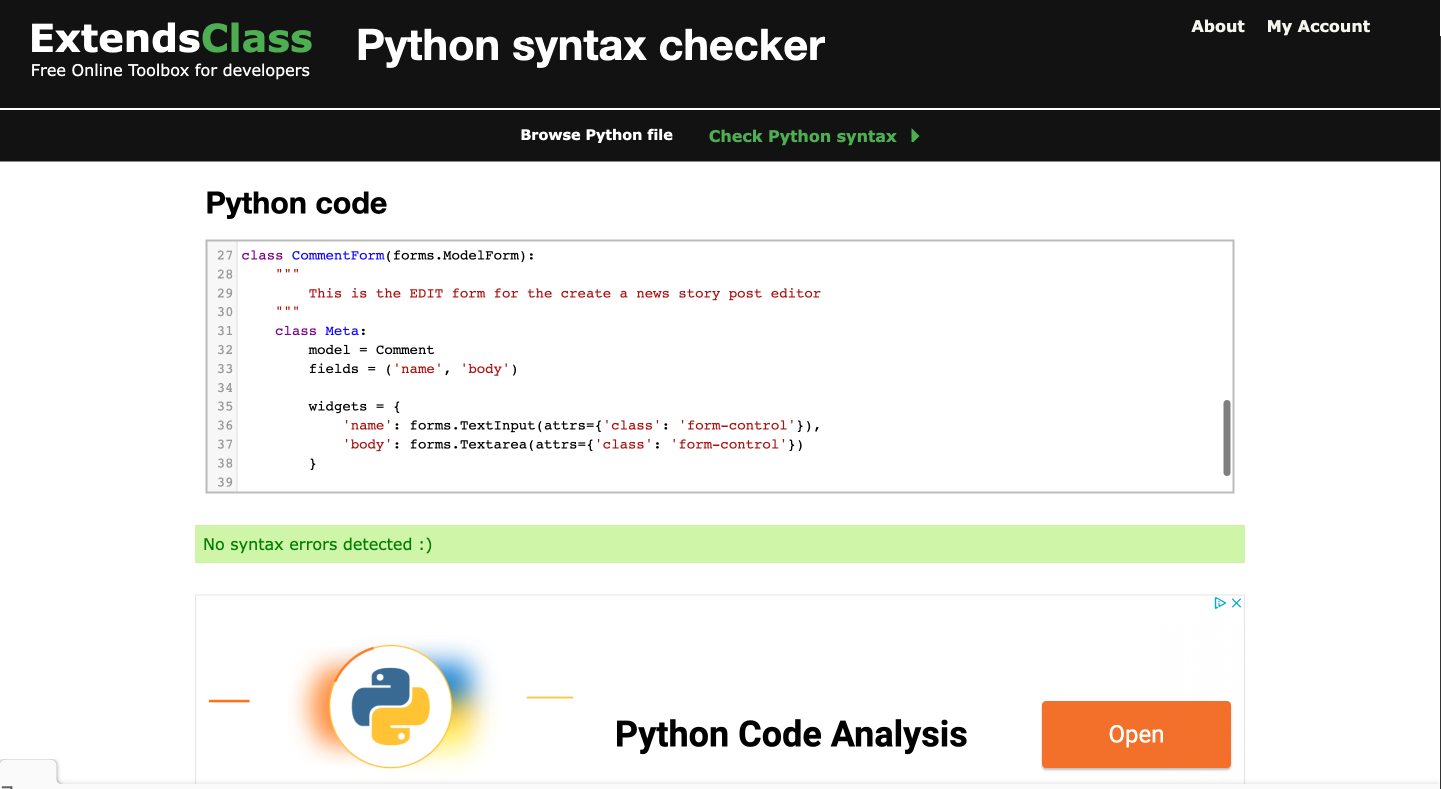 ExtendsClass
Free Online Toolbox for developers
Python syntax checker
About My Account
Browse Python file Check Python syntax
Python code
27 class CommentForm(forms.ModelForm):
28     """
29         This is the EDIT form for the create a news story post editor
30     """
31     class Meta:
32         model = Comment
33         fields = ('name', 'body')
34
35         widgets = {
36             'name': forms.TextInput(attrs={'class': 'form-control'}),
37             'body': forms.Textarea(attrs={'class': 'form-control'})
38         }
39
No syntax errors detected :)
Python Code Analysis
Open